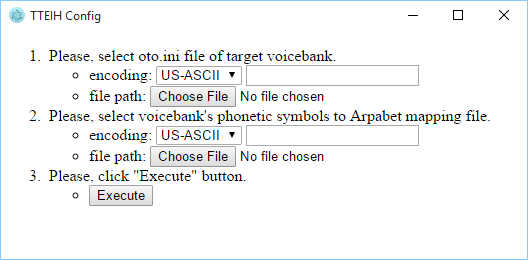 TTEIH Config
1. Please, select oto.ini file of target voicebank.
encoding: US-ASCII
file path: Choose File No file chosen
2. Please, select voicebank's phonetic symbols to Arpabet mapping file.
encoding: US-ASCII
file path: Choose File No file chosen
3. Please, click "Execute" button.
Execute